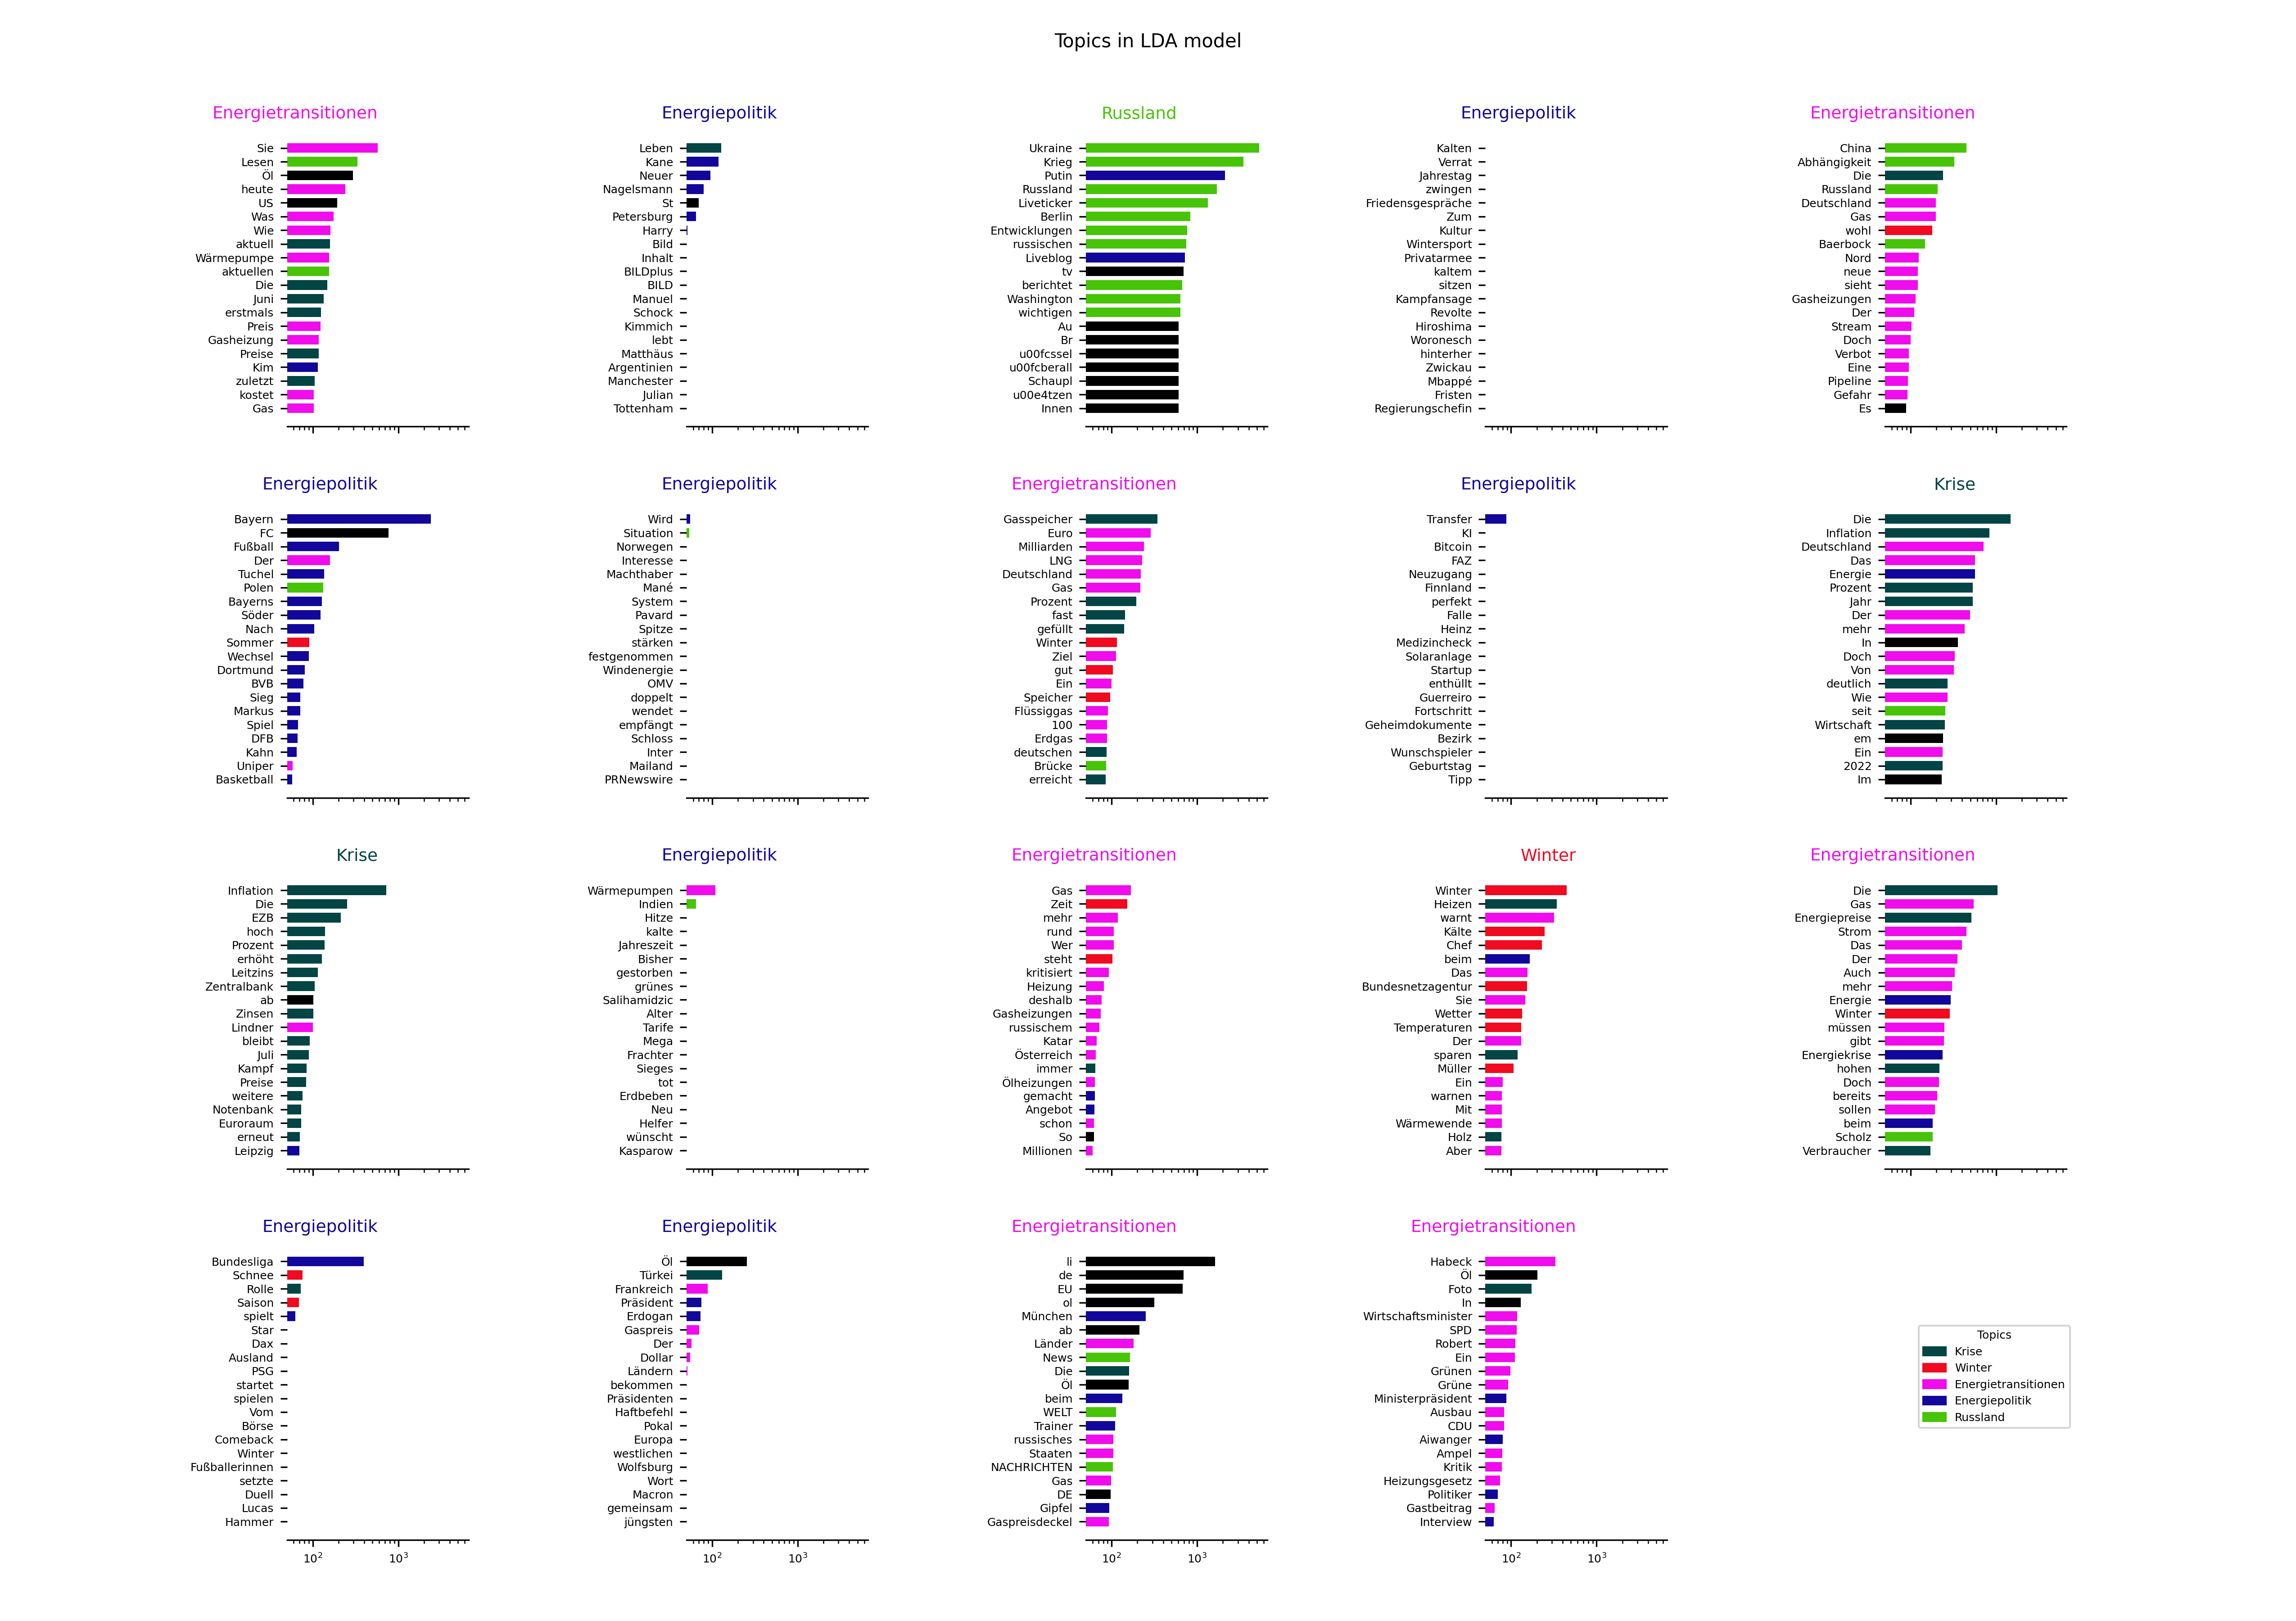 Topics in LDA model
Energietransitionen
Sie
Lesen
Öl
heute
US
Was
Wie
aktuell
Wärmepumpe
aktuellen
Die
Juni
erstmals
Preis
Gasheizung
Preise
Kim
zuletzt
kostet
Gas
Energiepolitik
Leben
Kane
Neuer
Nagelsmann
St
Petersburg
Harry
Bild
Inhalt
BILDplus
BILD
Manuel
Schock
Kimmich
lebt
Matthäus
Argentinien
Manchester
Julian
Tottenham
Russland
Ukraine
Krieg
Putin
Russland
Liveticker
Berlin
Entwicklungen
russischen
Liveblog
tv
berichtet
Washington
wichtigen
Au
Br
u00fcssel
u00fcberall
Schaupl
u00e4tzen
Innen
Energiepolitik
Kalten
Verrat
Jahrestag
zwingen
Friedensgespräche
Zum
Kultur
Wintersport
Privatarmee
kaltem
sitzen
Kampfansage
Revolte
Hiroshima
Woronesch
hinterher
Zwickau
Mbappé
Fristen
Regierungschefin
Energietransitionen
China
Abhängigkeit
Die
Russland
Deutschland
Gas
wohl
Baerbock
Nord
neue
sieht
Gasheizungen
Der
Stream
Doch
Verbot
Eine
Pipeline
Gefahr
Es
Energiepolitik
Bayern
FC
Fußball
Der
Tuchel
Polen
Bayerns
Söder
Nach
Sommer
Wechsel
Dortmund
BVB
Sieg
Markus
Spiel
DFB
Kahn
Uniper
Basketball
Energiepolitik
Wird
Situation
Norwegen
Interesse
Machthaber
Mané
System
Pavard
Spitze
stärken
festgenommen
Windenergie
OMV
doppelt
wendet
empfängt
Schloss
Inter
Mailand
PRNewswire
Energietransitionen
Gasspeicher
Euro
Milliarden
LNG
Deutschland
Gas
Prozent
fast
gefüllt
Winter
Ziel
gut
Ein
Speicher
Flüssiggas
100
Erdgas
deutschen
Brücke
erreicht
Energiepolitik
Transfer
KI
Bitcoin
FAZ
Neuzugang
Finnland
perfekt
Falle
Heinz
Medizincheck
Solaranlage
Startup
enthüllt
Guerreiro
Fortschritt
Geheimdokumente
Bezirk
Wunschspieler
Geburtstag
Tipp
Krise
Die
Inflation
Deutschland
Das
Energie
Prozent
Jahr
Der
mehr
In
Doch
Von
deutlich
Wie
seit
Wirtschaft
em
Ein
2022
Im
Krise
Inflation
Die
EZB
hoch
Prozent
erhöht
Leitzins
Zentralbank
ab
Zinsen
Lindner
bleibt
Juli
Kampf
Preise
weitere
Notenbank
Euroraum
erneut
Leipzig
Energiepolitik
Wärmepumpen
Indien
Hitze
kalte
Jahreszeit
Bisher
gestorben
grünes
Salihamidzic
Alter
Tarife
Mega
Frachter
Sieges
tot
Erdbeben
Neu
Helfer
wünscht
Kasparow
Energietransitionen
Gas
Zeit
mehr
rund
Wer
steht
kritisiert
Heizung
deshalb
Gasheizungen
russischem
Katar
Österreich
immer
Ölheizungen
gemacht
Angebot
schon
So
Millionen
Winter
Winter
Heizen
warnt
Kälte
Chef
beim
Das
Bundesnetzagentur
Sie
Wetter
Temperaturen
Der
sparen
Müller
Ein
warnen
Mit
Wärmewende
Holz
Aber
Energietransitionen
Die
Gas
Energiepreise
Strom
Das
Der
Auch
mehr
Energie
Winter
müssen
gibt
Energiekrise
hohen
Doch
bereits
sollen
beim
Scholz
Verbraucher
Energiepolitik
Bundesliga
Schnee
Rolle
Saison
spielt
Star
Dax
Ausland
PSG
startet
spielen
Vom
Börse
Comeback
Winter
Fußballerinnen
setzte
Duell
Lucas
Hammer
10² 10³
Energiepolitik
Öl
Türkei
Frankreich
Präsident
Erdogan
Gaspreis
Der
Dollar
Ländern
bekommen
Präsidenten
Haftbefehl
Pokal
Europa
westlichen
Wolfsburg
Wort
Macron
gemeinsam
jüngsten
10² 10³
Energietransitionen
li
de
EU
ol
München
ab
Länder
News
Die
Öl
beim
WELT
Trainer
russisches
Staaten
NACHRICHTEN
Gas
DE
Gipfel
Gaspreisdeckel
10² 10³
Energietransitionen
Habeck
Öl
Foto
In
Wirtschaftsminister
SPD
Robert
Ein
Grünen
Grüne
Ministerpräsident
Ausbau
CDU
Aiwanger
Ampel
Kritik
Heizungsgesetz
Politiker
Gastbeitrag
Interview
10² 10³
Topics
Krise
Winter
Energietransitionen
Energiepolitik
Russland